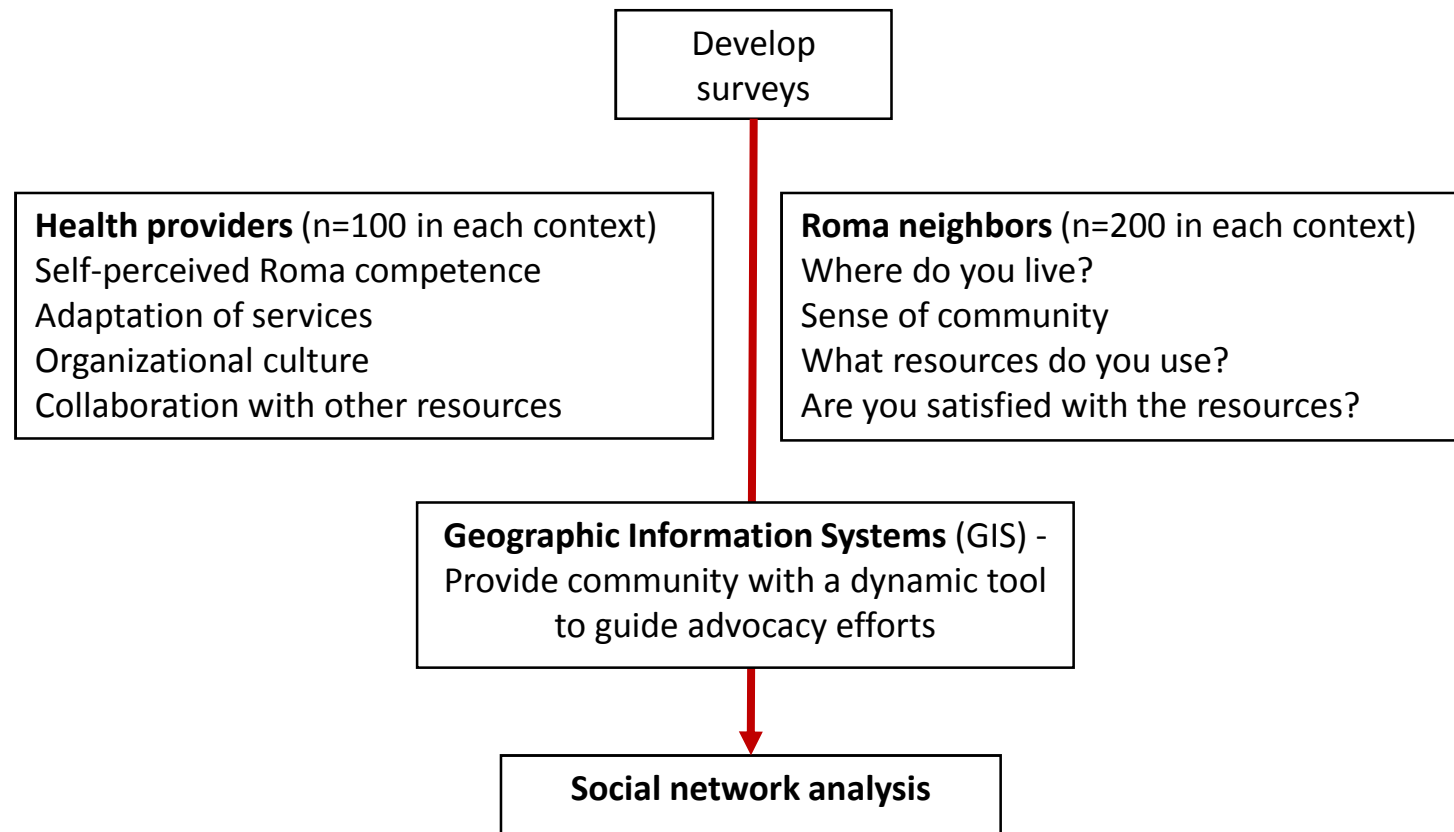 Develop
surveys
Health providers (n=100 in each context)
Self-perceived Roma competence
Adaptation of services
Organizational culture
Collaboration with other resources
Roma neighbors (n=200 in each context)
Where do you live?
Sense of community
What resources do you use?
Are you satisfied with the resources?
Geographic Information Systems (GIS) -
Provide community with a dynamic tool
to guide advocacy efforts
Social network analysis